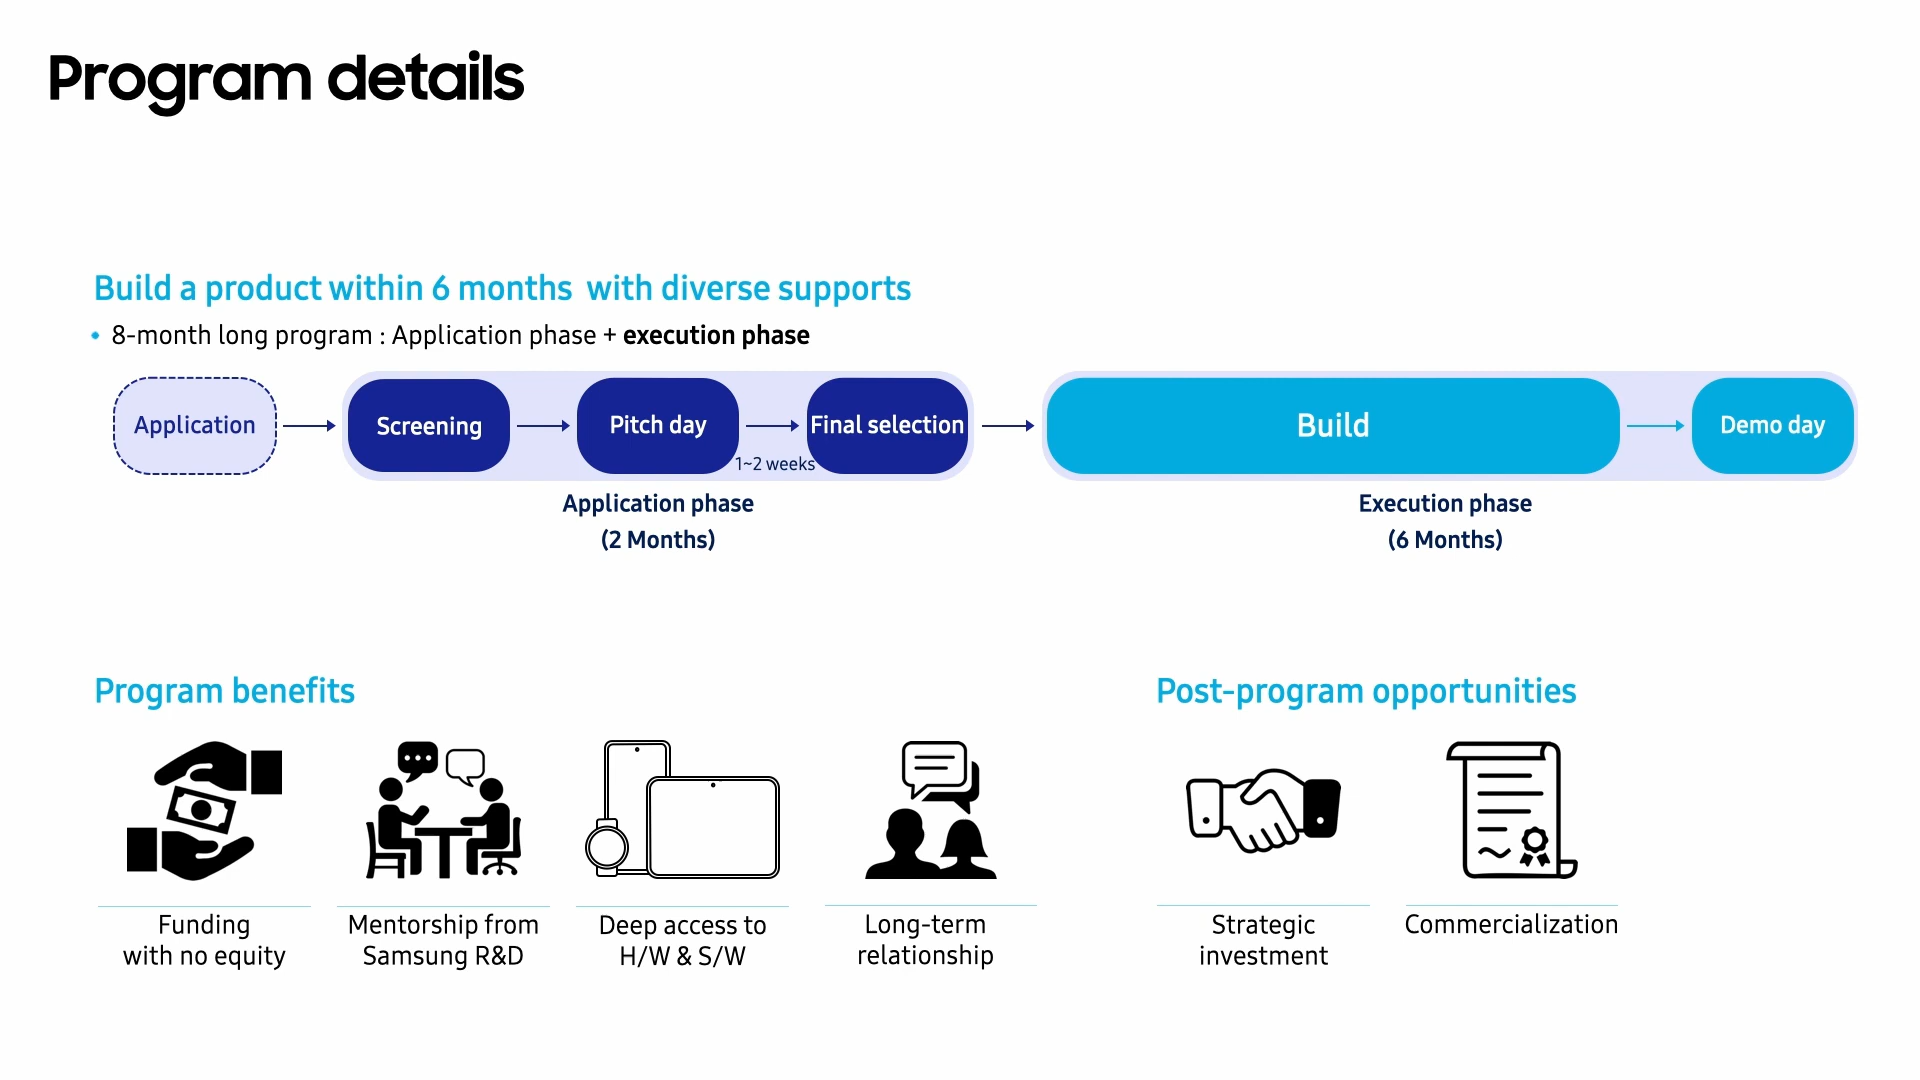 Program details
Build a product within 6 months  with diverse supports
• 8-month long program : Application phase + execution phase
Application
Screening
Pitch day
1~2 weeks
Final selection
Build
Demo day
Application phase
(2 Months)
Execution phase
(6 Months)
Program benefits
Funding
with no equity
Mentorship from
Samsung R&D
Deep access to
H/W & S/W
Long-term
relationship
Post-program opportunities
Strategic
investment
Commercialization